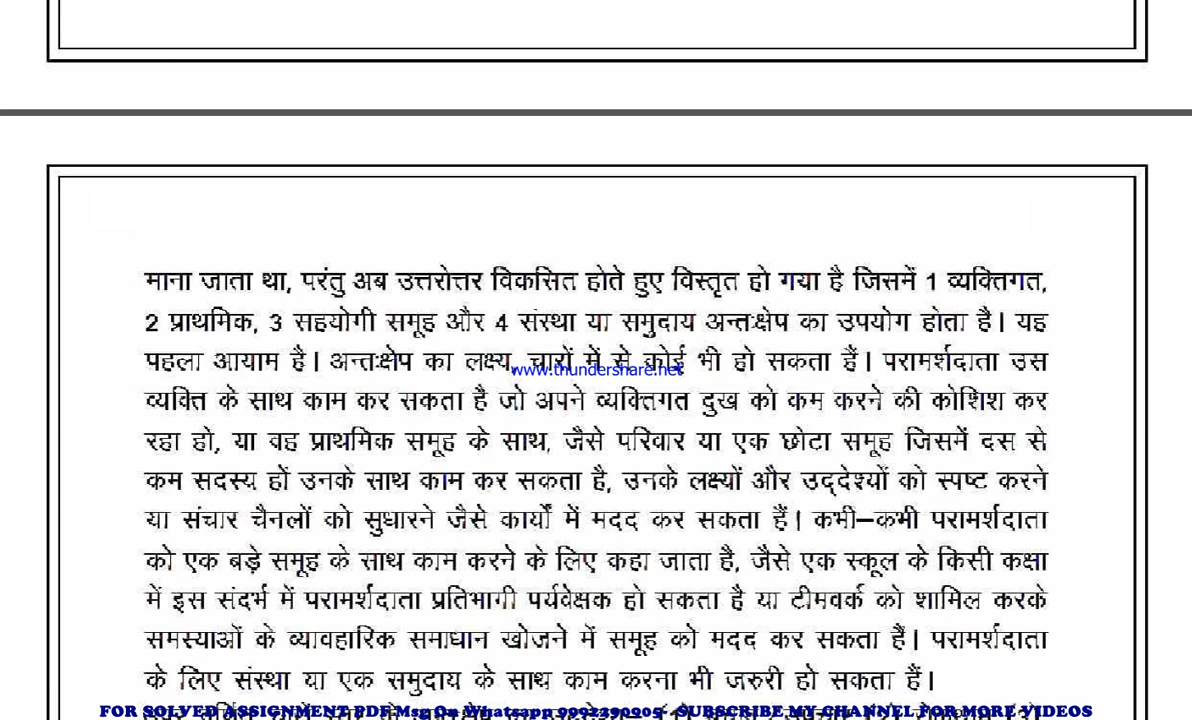 माना जाता था, परंतु अब उत्तरोत्तर विकसित होते हुए विस्तृत हो गया है जिसमें 1 व्यक्तिगत,
2 प्राथमिक, 3 सहयोगी समूह और 4 संस्था या समुदाय अन्तःक्षेप का उपयोग होता है। यह
पहला आयाम है। अन्तःक्षेप का लक्ष्य, चारों में से कोई भी हो सकता हैं। परामर्शदाता उस
www.thundershare.net
व्यक्ति के साथ काम कर सकता है जो अपने व्यक्तिगत दुख को कम करने की कोशिश कर
रहा हो, या वह प्राथमिक समूह के साथ, जैसे परिवार या एक छोटा समूह जिसमें दस से
कम सदस्य हों उनके साथ काम कर सकता है, उनके लक्ष्यों और उद्देश्यों को स्पष्ट करने
या संचार चैनलों को सुधारने जैसे कार्यों में मदद कर सकता हैं। कभी–कभी परामर्शदाता
को एक बड़े समूह के साथ काम करने के लिए कहा जाता है, जैसे एक स्कूल के किसी कक्षा
में इस संदर्भ में परामर्शदाता प्रतिभागी पर्यवेक्षक हो सकता है या टीमवर्क को शामिल करके
समस्याओं के व्यावहारिक समाधान खोजने में समूह को मदद कर सकता हैं। परामर्शदाता
के लिए संस्था या एक समुदाय के साथ काम करना भी जरुरी हो सकता हैं।
FOR SOLVED ASSIGNMENT PDF Msg On Whatsapp 9992390905 - SUBSCRIBE MY CHANNEL FOR MORE VIDEOS